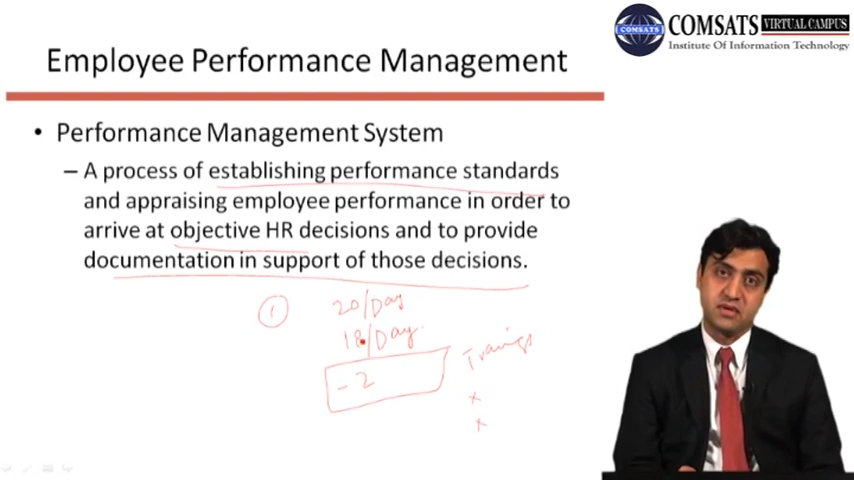 COMSATS VIRTUAL CAMPUS
COMSATS
Institute Of Information Technology
Employee Performance Management
• Performance Management System
– A process of establishing performance standards
and appraising employee performance in order to
arrive at objective HR decisions and to provide
documentation in support of those decisions.
1 20/Day
18/Day.
-2
x
x